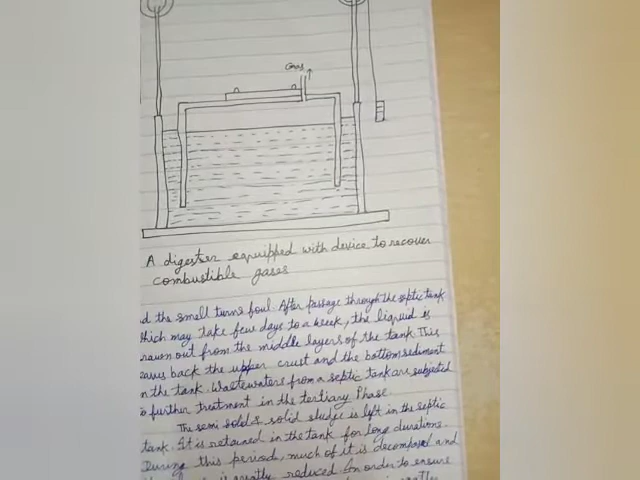 Gas
A digester equipped with device to recover
combustible gases
d the smell turns foul. After passage through the septic tank
hich may take few days to a week, the liquid is
rawn out from the middle layers of the tank. This
eaves back the upper crust and the bottom sediment
n the tank. Wastewaters from a septic tank are subjected
o further treatment in the tertiary Phase
The semi solid & solid sludge is left in the septic
tank. It is retained in the tank for long durations.
During this period, much of it is decomposed and
greatly reduced. In order to ensure